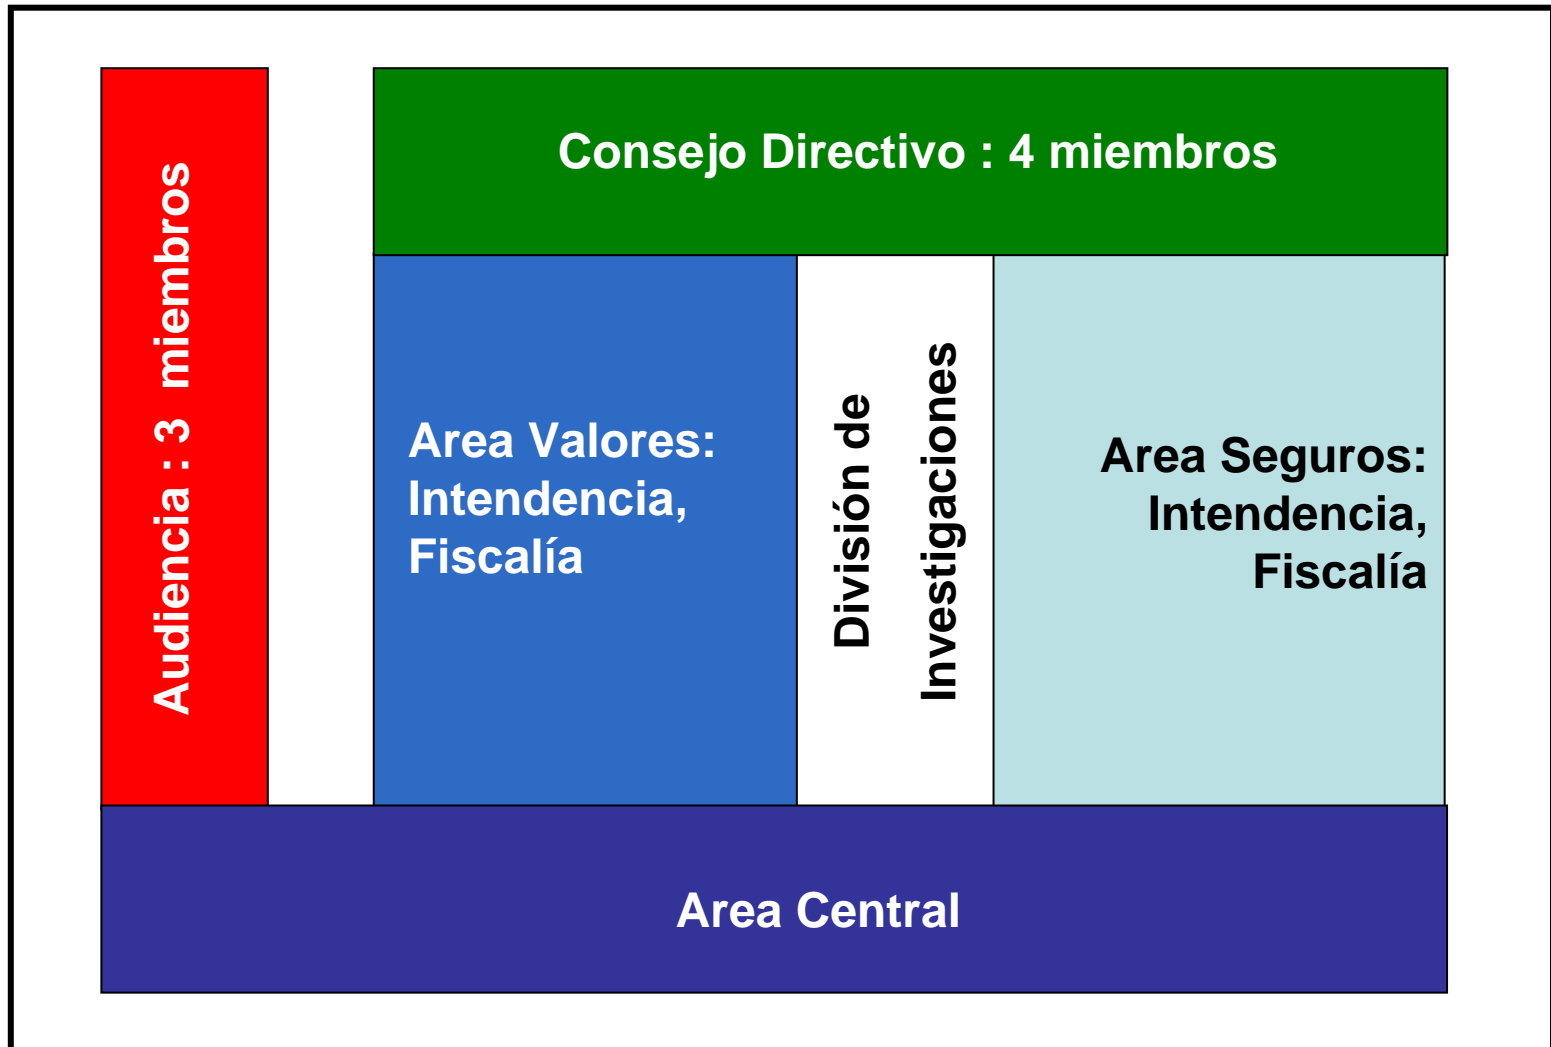 Audiencia : 3 miembros
Consejo Directivo : 4 miembros
Area Valores:
Intendencia,
Fiscalía
División de
Investigaciones
Area Seguros:
Intendencia,
Fiscalía
Area Central